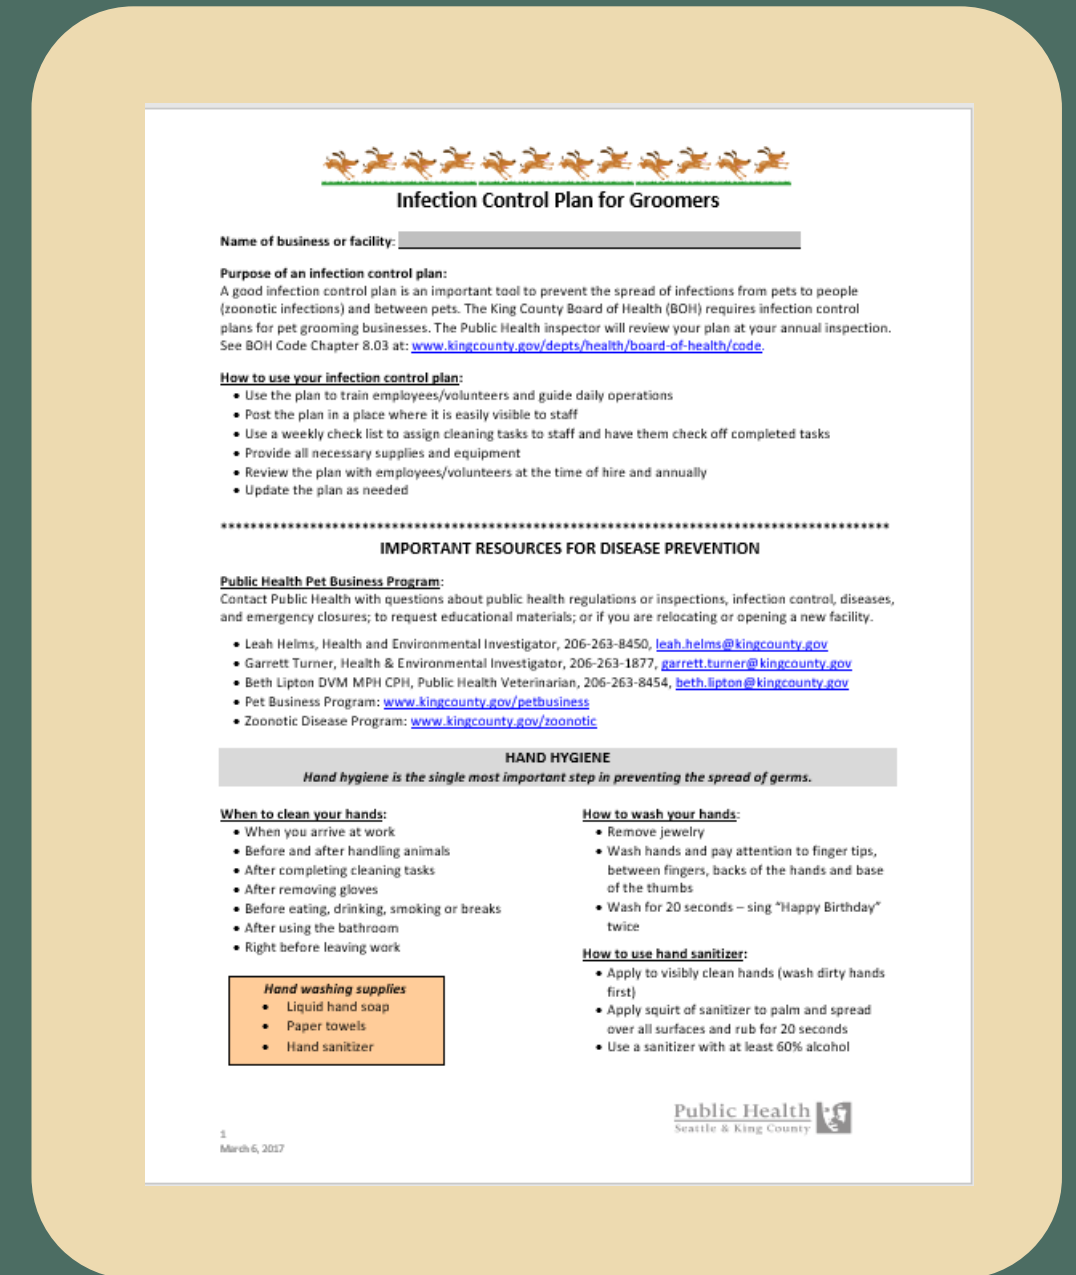 Infection Control Plan for Groomers
Name of business or facility:
Purpose of an infection control plan:
A good infection control plan is an important tool to prevent the spread of infections from pets to people
(zoonotic infections) and between pets. The King County Board of Health (BOH) requires infection control
plans for pet grooming businesses. The Public Health inspector will review your plan at your annual inspection.
See BOH Code Chapter 8.03 at: www.kingcounty.gov/depts/health/board-of-health/code.
How to use your infection control plan:
• Use the plan to train employees/volunteers and guide daily operations
• Post the plan in a place where it is easily visible to staff
• Use a weekly check list to assign cleaning tasks to staff and have them check off completed tasks
• Provide all necessary supplies and equipment
• Review the plan with employees/volunteers at the time of hire and annually
• Update the plan as needed
******************************************************************************************
IMPORTANT RESOURCES FOR DISEASE PREVENTION
Public Health Pet Business Program:
Contact Public Health with questions about public health regulations or inspections, infection control, diseases,
and emergency closures; to request educational materials; or if you are relocating or opening a new facility.
• Leah Helms, Health and Environmental Investigator, 206-263-8450, leah.helms@kingcounty.gov
• Garrett Turner, Health & Environmental Investigator, 206-263-1877, garrett.turner@kingcounty.gov
• Beth Lipton DVM MPH CPH, Public Health Veterinarian, 206-263-8454, beth.lipton@kingcounty.gov
• Pet Business Program: www.kingcounty.gov/petbusiness
• Zoonotic Disease Program: www.kingcounty.gov/zoonotic
HAND HYGIENE
Hand hygiene is the single most important step in preventing the spread of germs.
When to clean your hands:
• When you arrive at work
• Before and after handling animals
• After completing cleaning tasks
• After removing gloves
• Before eating, drinking, smoking or breaks
• After using the bathroom
• Right before leaving work
Hand washing supplies
• Liquid hand soap
• Paper towels
• Hand sanitizer
How to wash your hands:
• Remove jewelry
• Wash hands and pay attention to finger tips,
between fingers, backs of the hands and base
of the thumbs
• Wash for 20 seconds – sing “Happy Birthday”
twice
How to use hand sanitizer:
• Apply to visibly clean hands (wash dirty hands
first)
• Apply squirt of sanitizer to palm and spread
over all surfaces and rub for 20 seconds
• Use a sanitizer with at least 60% alcohol
Public Health
Seattle & King County
1
March 6, 2017